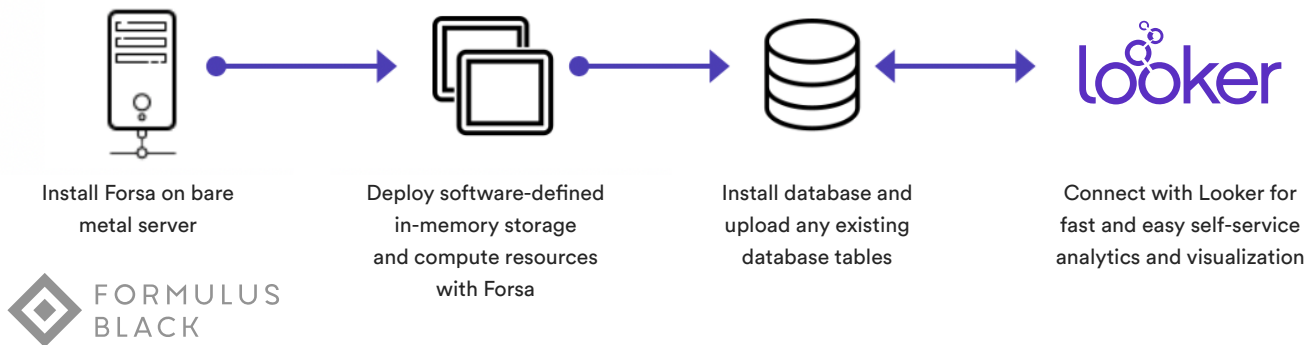 looker
Install Forsa on bare
metal server
Deploy software-defined
in-memory storage
and compute resources
with Forsa
Install database and
upload any existing
database tables
Connect with Looker for
fast and easy self-service
analytics and visualization
FORMULUS
BLACK